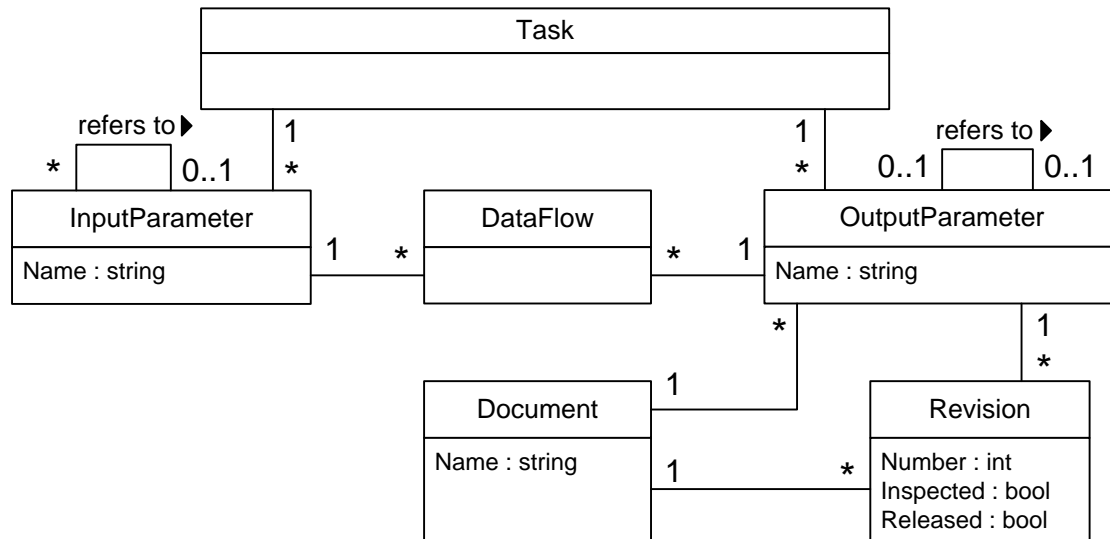 Task
refers to
1
1
refers to
*
0..1
*
*
0..1
0..1
InputParameter
DataFlow
OutputParameter
1
*
*
1
Name : string
Name : string
*
1
*
1
Document
Revision
Name : string
1
*
Number : int
Inspected : bool
Released : bool